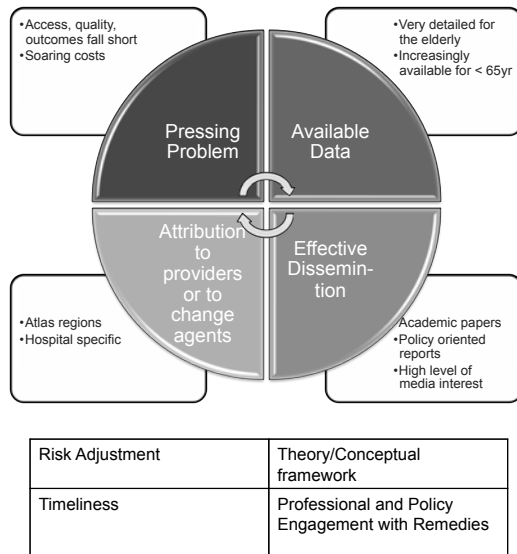 •Access, quality,
outcomes fall short
•Soaring costs
•Very detailed for
the elderly
•Increasingly
available for < 65yr
Pressing
Problem
Available
Data
Attribution
to
providers
or to
change
agents
Effective
Dissemin-
tion
•Atlas regions
•Hospital specific
Academic papers
•Policy oriented
reports
•High level of
media interest
Risk Adjustment
Theory/Conceptual
framework
Timeliness
Professional and Policy
Engagement with Remedies